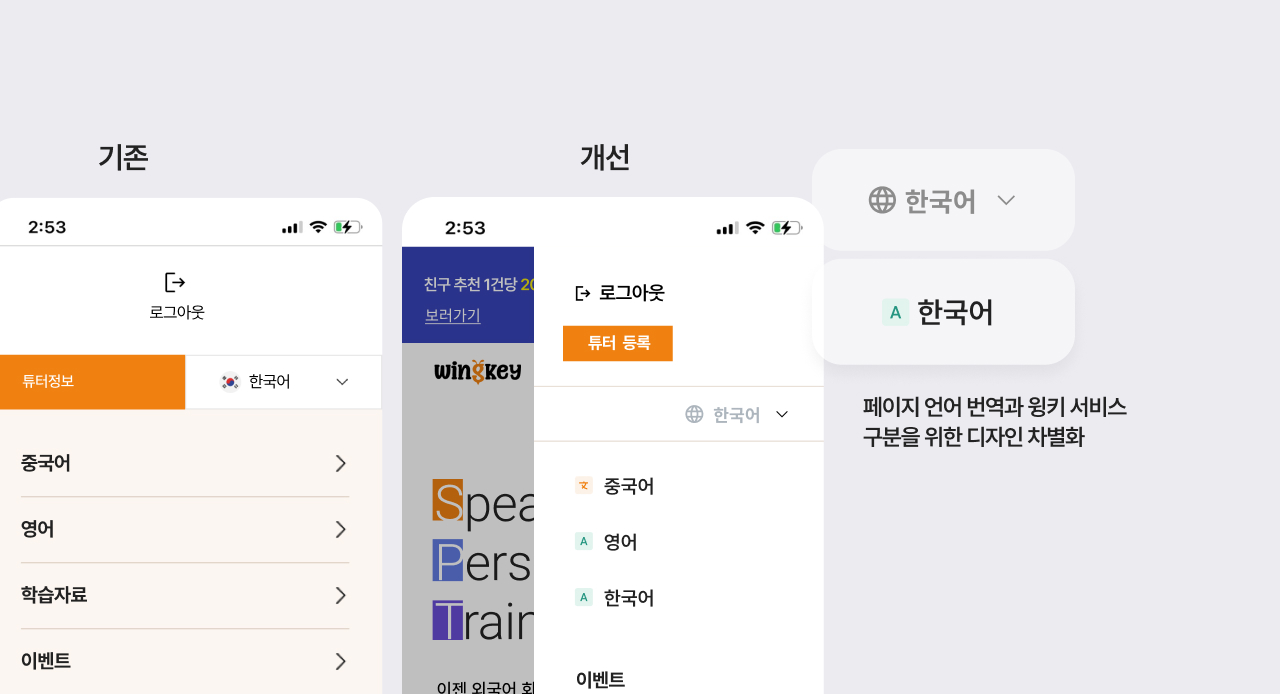 기존
2:53
로그아웃
튜터정보
한국어
중국어
영어
학습자료
이벤트
개선
2:53
친구 추천 1건당 20
보러가기
wingkey
Spea
Pers
Train
이젠 외국어 회
로그아웃
튜터 등록
한국어
文 중국어
A 영어
A 한국어
이벤트
한국어
A 한국어
페이지 언어 번역과 윙키 서비스
구분을 위한 디자인 차별화